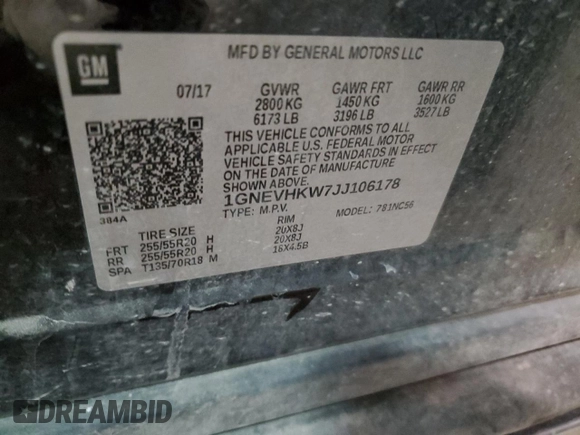 GM
MFD BY GENERAL MOTORS LLC
07/17 GVWR GAWR FRT GAWR RR
2800 KG 1450 KG 1600 KG
6173 LB 3196 LB 3527 LB
THIS VEHICLE CONFORMS TO ALL
APPLICABLE U.S. FEDERAL MOTOR
VEHICLE SAFETY STANDARDS IN EFFECT
ON THE DATE OF MANUFACTURE
SHOWN ABOVE.
1GNEVHKW7JJ106178
384A
TYPE: M.P.V. MODEL: 781NC56
TIRE SIZE RIM
FRT 255/55R20 H 20X8J
RR 255/55R20 H 20X8J
SPA T135/70R18 M 18X4.5B
DREAMBID